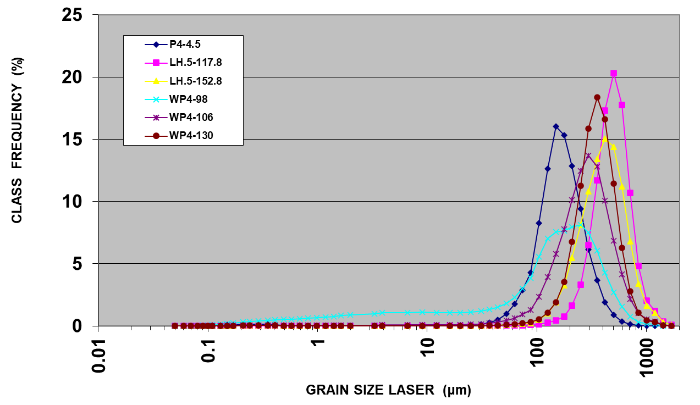 25
20
15
10
5
0
CLASS FREQUENCY (%)
P4-4.5
LH.5-117.8
LH.5-152.8
WP4-98
WP4-106
WP4-130
0.01
0.1
1
10
100
1000
GRAIN SIZE LASER (µm)